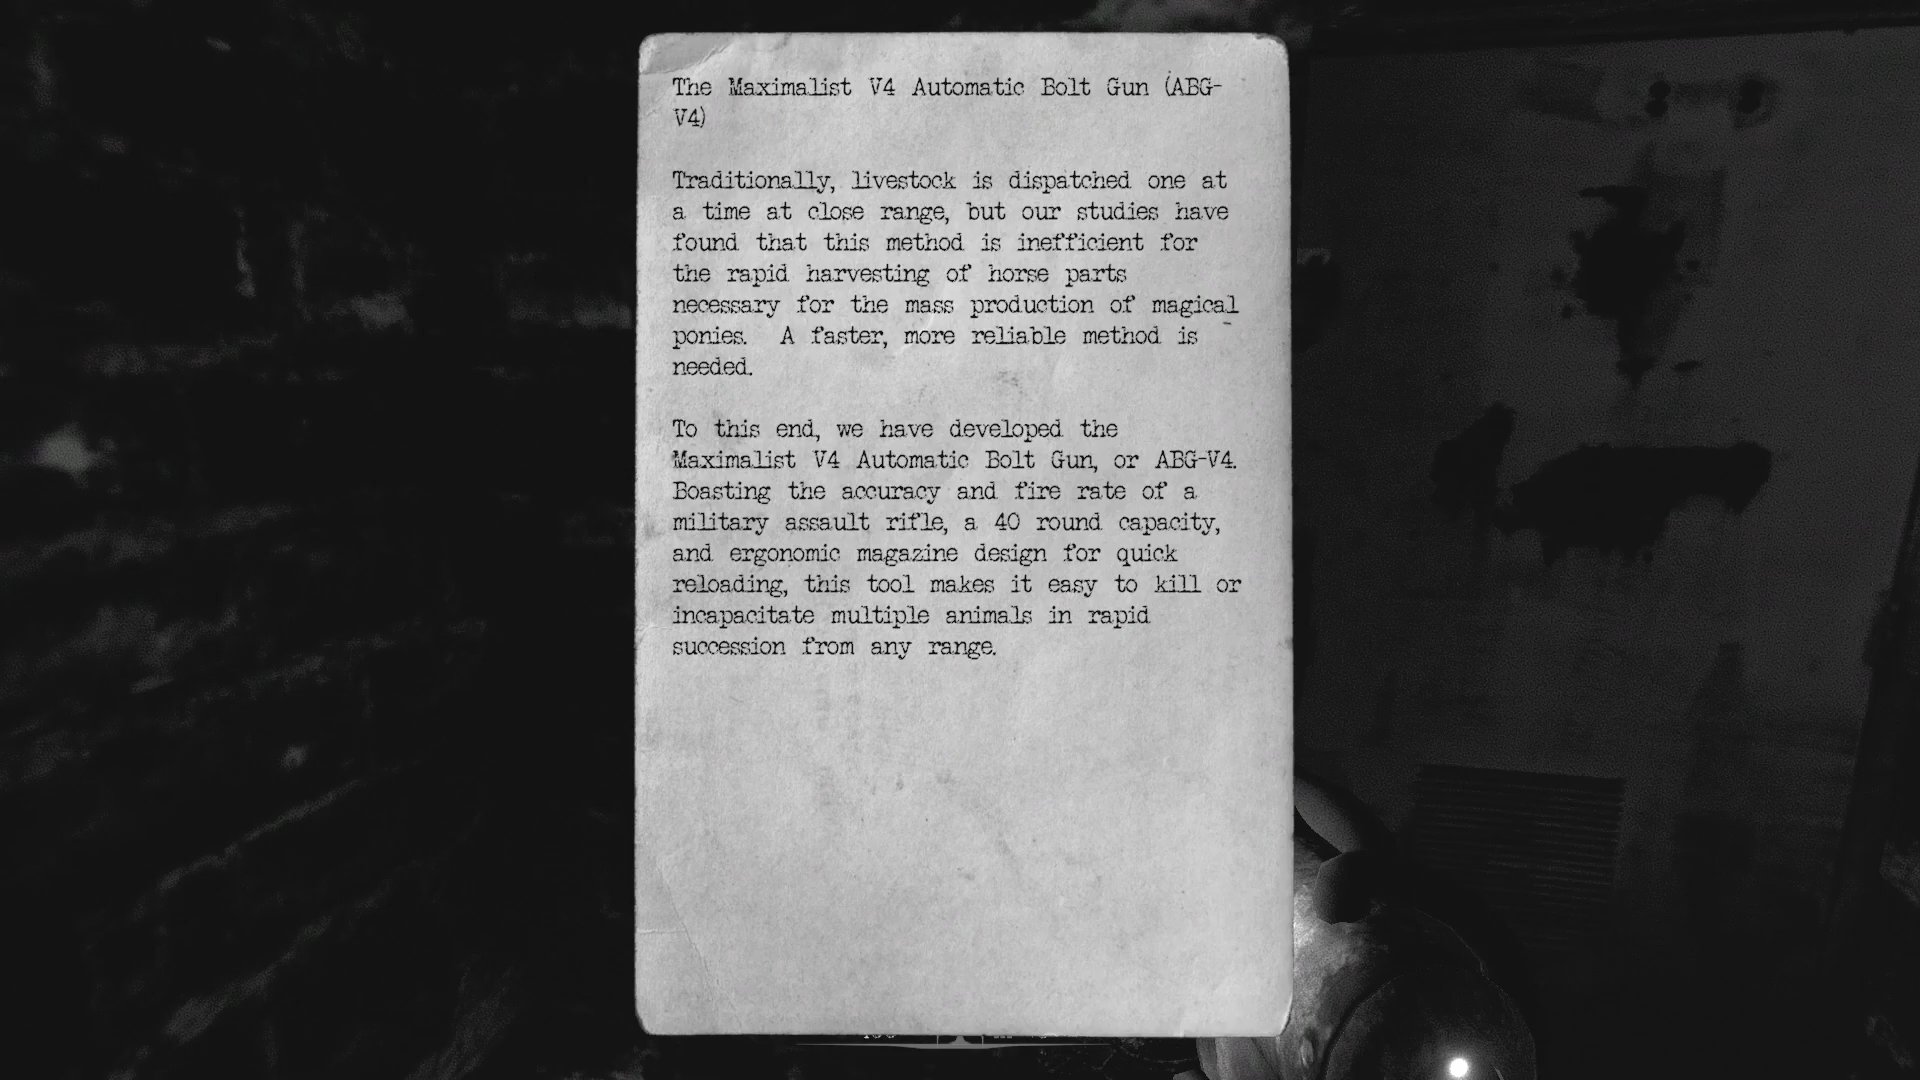 The Maximalist V4 Automatic Bolt Gun (ABG-
V4)
Traditionally, livestock is dispatched one at
a time at close range, but our studies have
found that this method is inefficient for
the rapid harvesting of horse parts
necessary for the mass production of magical
ponies.  A faster, more reliable method is
needed.
To this end, we have developed the
Maximalist V4 Automatic Bolt Gun, or ABG-V4.
Boasting the accuracy and fire rate of a
military assault rifle, a 40 round capacity,
and ergonomic magazine design for quick
reloading, this tool makes it easy to kill or
incapacitate multiple animals in rapid
succession from any range.